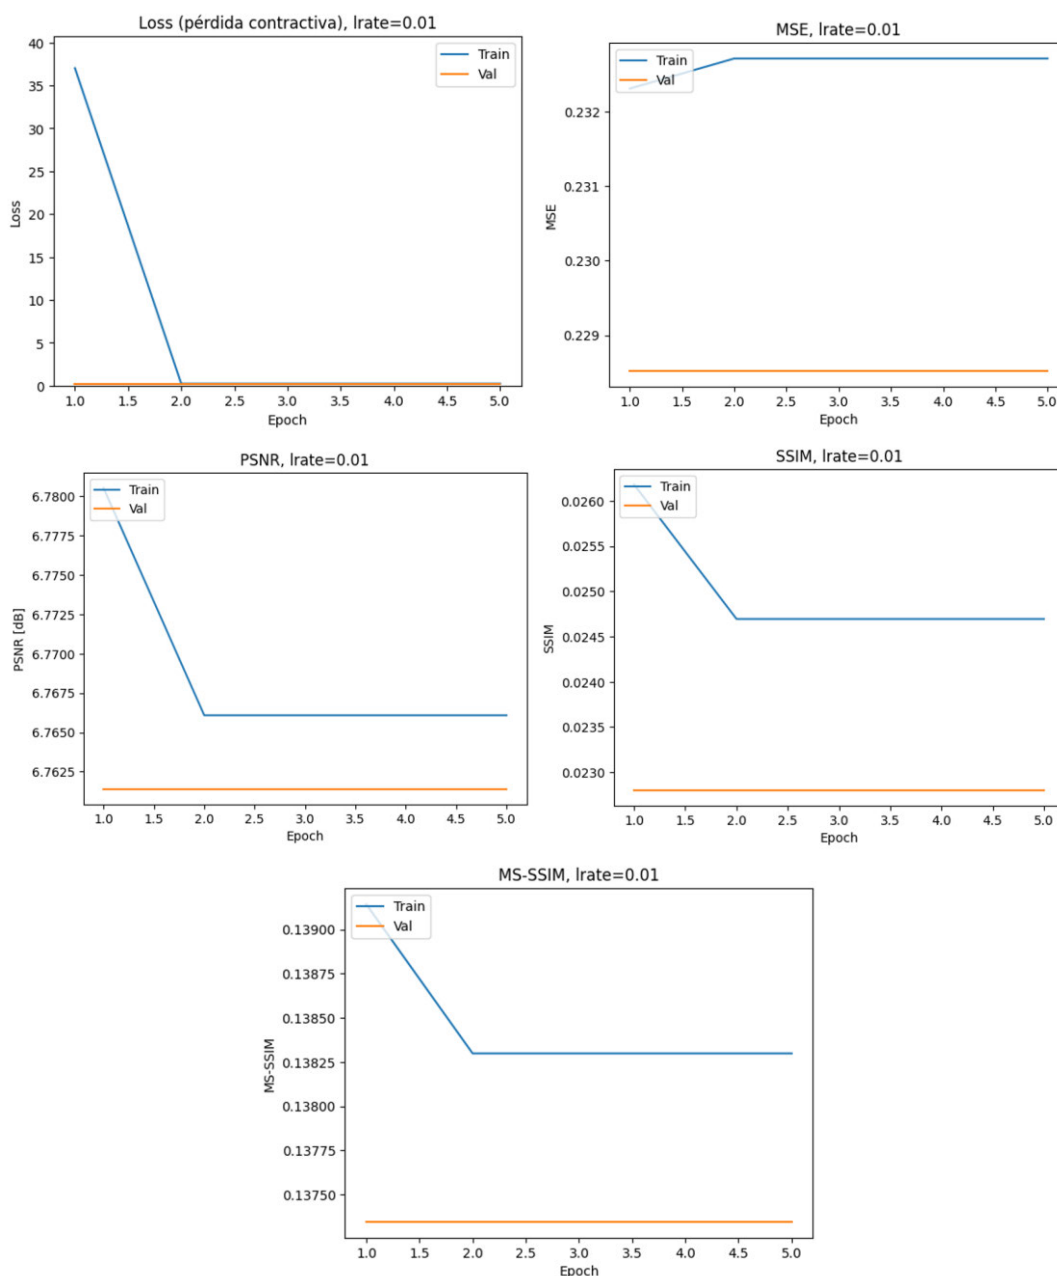 Loss (pérdida contractiva), lrate=0.01
40
35
30
25
20
15
10
5
0
Loss
Train
Val
1.0 1.5 2.0 2.5 3.0 3.5 4.0 4.5 5.0
Epoch
MSE, lrate=0.01
0.232
0.231
0.230
0.229
MSE
Train
Val
1.0 1.5 2.0 2.5 3.0 3.5 4.0 4.5 5.0
Epoch
PSNR, lrate=0.01
6.7800
6.7775
6.7750
6.7725
6.7700
6.7675
6.7650
6.7625
PSNR [dB]
Train
Val
1.0 1.5 2.0 2.5 3.0 3.5 4.0 4.5 5.0
Epoch
SSIM, lrate=0.01
0.0260
0.0255
0.0250
0.0245
0.0240
0.0235
0.0230
SSIM
Train
Val
1.0 1.5 2.0 2.5 3.0 3.5 4.0 4.5 5.0
Epoch
MS-SSIM, lrate=0.01
0.13900
0.13875
0.13850
0.13825
0.13800
0.13775
0.13750
MS-SSIM
Train
Val
1.0 1.5 2.0 2.5 3.0 3.5 4.0 4.5 5.0
Epoch